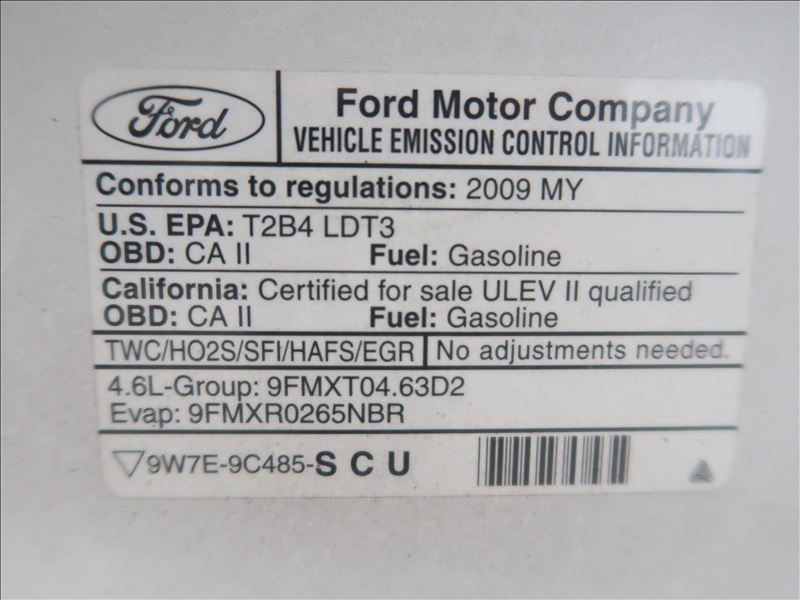 Ford
Ford Motor Company
VEHICLE EMISSION CONTROL INFORMATION
Conforms to regulations: 2009 MY
U.S. EPA: T2B4 LDT3
OBD: CA II Fuel: Gasoline
California: Certified for sale ULEV II qualified
OBD: CA II Fuel: Gasoline
TWC/HO2S/SFI/HAFS/EGR No adjustments needed.
4.6L-Group: 9FMXT04.63D2
Evap: 9FMXR0265NBR
9W7E-9C485-S C U